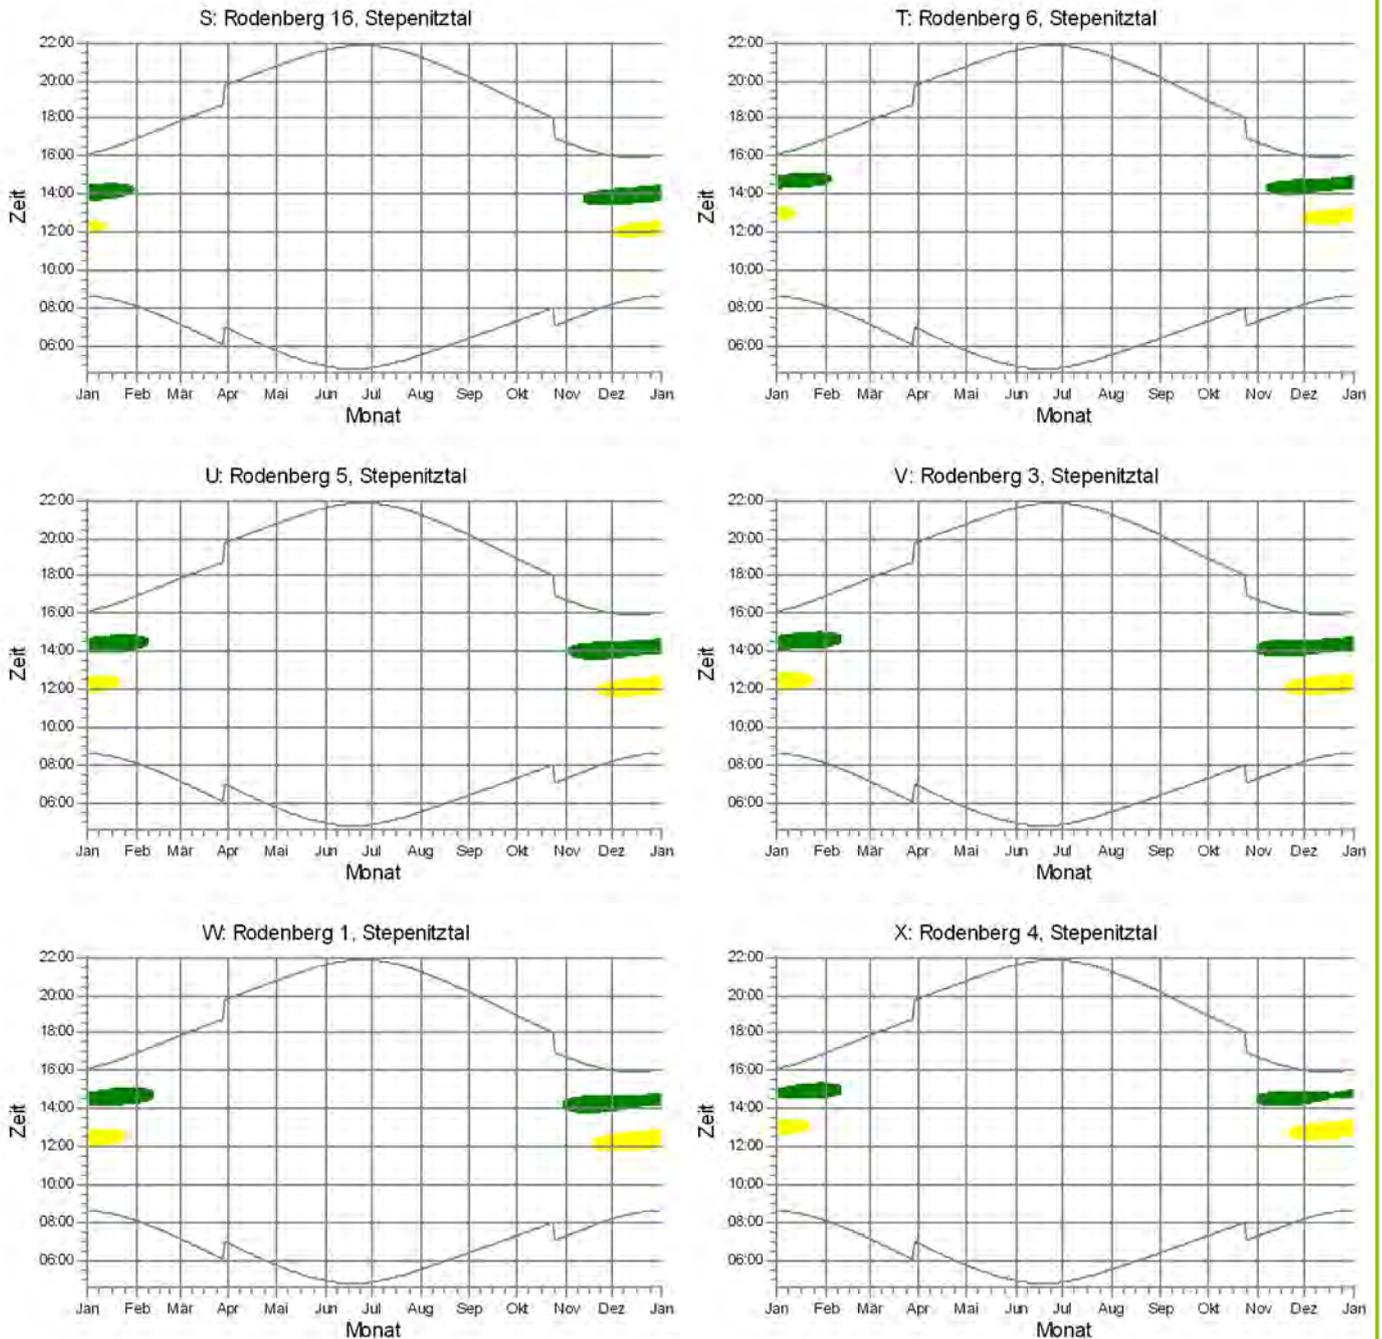 S: Rodenberg 16, Stepenitztal
22:00
20:00
18:00
16:00
14:00
12:00
10:00
08:00
06:00
Zeit
Jan Feb Mär Apr Mai Jun Jul Aug Sep Okt Nov Dez Jan
Monat
T: Rodenberg 6, Stepenitztal
22:00
20:00
18:00
16:00
14:00
12:00
10:00
08:00
06:00
Zeit
Jan Feb Mär Apr Mai Jun Jul Aug Sep Okt Nov Dez Jan
Monat
U: Rodenberg 5, Stepenitztal
22:00
20:00
18:00
16:00
14:00
12:00
10:00
08:00
06:00
Zeit
Jan Feb Mär Apr Mai Jun Jul Aug Sep Okt Nov Dez Jan
Monat
V: Rodenberg 3, Stepenitztal
22:00
20:00
18:00
16:00
14:00
12:00
10:00
08:00
06:00
Zeit
Jan Feb Mär Apr Mai Jun Jul Aug Sep Okt Nov Dez Jan
Monat
W: Rodenberg 1, Stepenitztal
22:00
20:00
18:00
16:00
14:00
12:00
10:00
08:00
06:00
Zeit
Jan Feb Mär Apr Mai Jun Jul Aug Sep Okt Nov Dez Jan
Monat
X: Rodenberg 4, Stepenitztal
22:00
20:00
18:00
16:00
14:00
12:00
10:00
08:00
06:00
Zeit
Jan Feb Mär Apr Mai Jun Jul Aug Sep Okt Nov Dez Jan
Monat